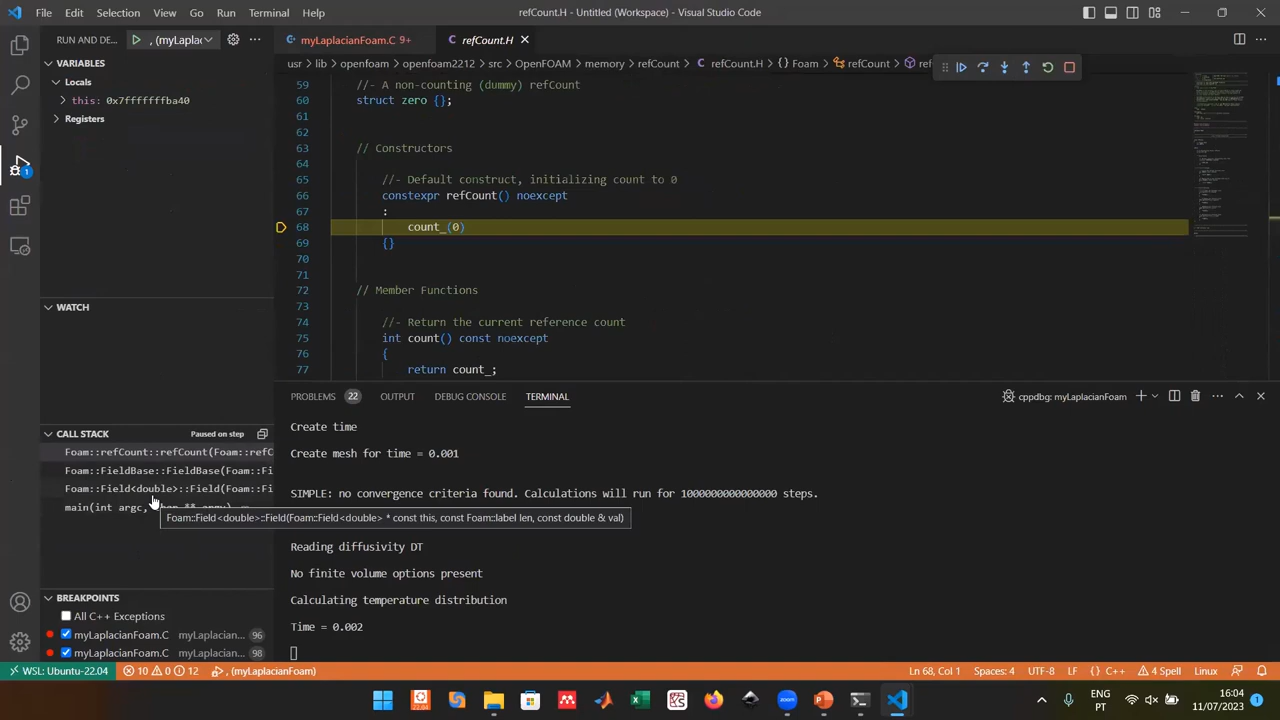 File Edit Selection View Go Run Terminal Help
refCount.H - Untitled (Workspace) - Visual Studio Code
RUN AND DE...
, (myLaplac
myLaplacianFoam.C 9+
refCount.H
usr > lib > openfoam > openfoam2212 > src > OpenFOAM > memory > refCount > refCount.H > {} Foam > refCount >
VARIABLES
Locals
this: 0x7fffffffba40
Registers
WATCH
CALL STACK
Paused on step
Foam::refCount::refCount(Foam::refC
Foam::FieldBase::FieldBase(Foam::Fi
Foam::Field<double>::Field(Foam::Fi
main(int argc,
Foam::Field<double>::Field(Foam::Field<double> * const this, const Foam::label len, const double & val)
BREAKPOINTS
All C++ Exceptions
myLaplacianFoam.C myLaplacian... 96
myLaplacianFoam.C myLaplacian... 98
59 //- A non-counting (dummy) refCount
60 struct zero {};
61
62
63 // Constructors
64
65 //- Default construct, initializing count to 0
66 constexpr refCount() noexcept
67 :
68 count_(0)
69 {}
70
71
72 // Member Functions
73
74 //- Return the current reference count
75 int count() const noexcept
76 {
77 return count_;
PROBLEMS 22 OUTPUT DEBUG CONSOLE TERMINAL
cppdbg: myLaplacianFoam
Create time
Create mesh for time = 0.001
SIMPLE: no convergence criteria found. Calculations will run for 1000000000000000 steps.
Reading diffusivity DT
No finite volume options present
Calculating temperature distribution
Time = 0.002
WSL: Ubuntu-22.04 10 0 12 , (myLaplacianFoam)
Ln 68, Col 1 Spaces: 4 UTF-8 LF {} C++ 4 Spell Linux
ENG
PT
16:04
11/07/2023